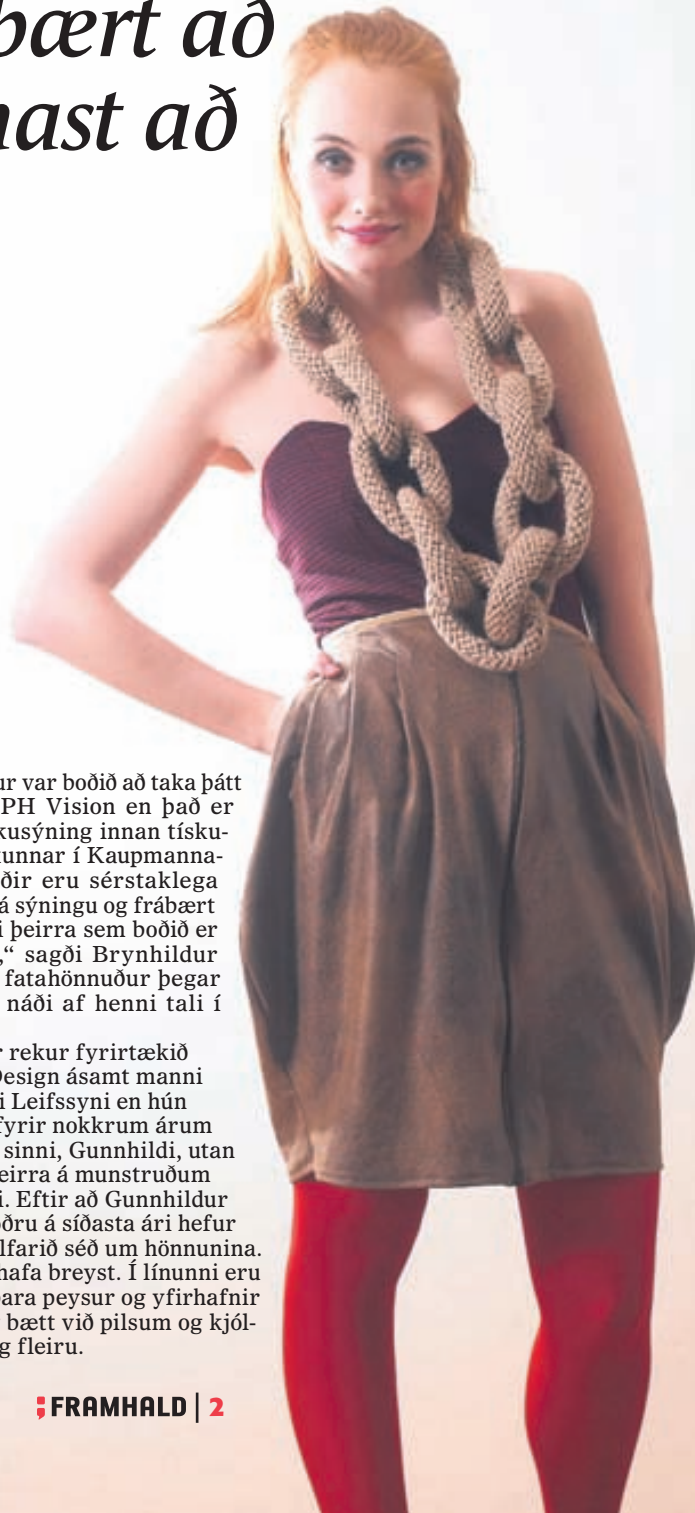 bært að
nast að
ur var boðið að taka þátt
PH Vision en það er
kusýning innan tísku-
unnar í Kaupmanna-
ðir eru sérstaklega
á sýningu og frábært
i þeirra sem boðið er
,“ sagði Brynhildur
fatahönnuður þegar
náði af henni tali í
r rekur fyrirtækið
Design ásamt manni
i Leifssyni en hún
fyrir nokkrum árum
sinni, Gunnhildi, utan
eirra á munstruðum
i. Eftir að Gunnhildur
öðru á síðasta ári hefur
lfarið séð um hönnunina.
hafa breyst. Í línunni eru
bara peysur og yfirhafnir
bætt við pilsum og kjól-
g fleiru.
FRAMHALD | 2